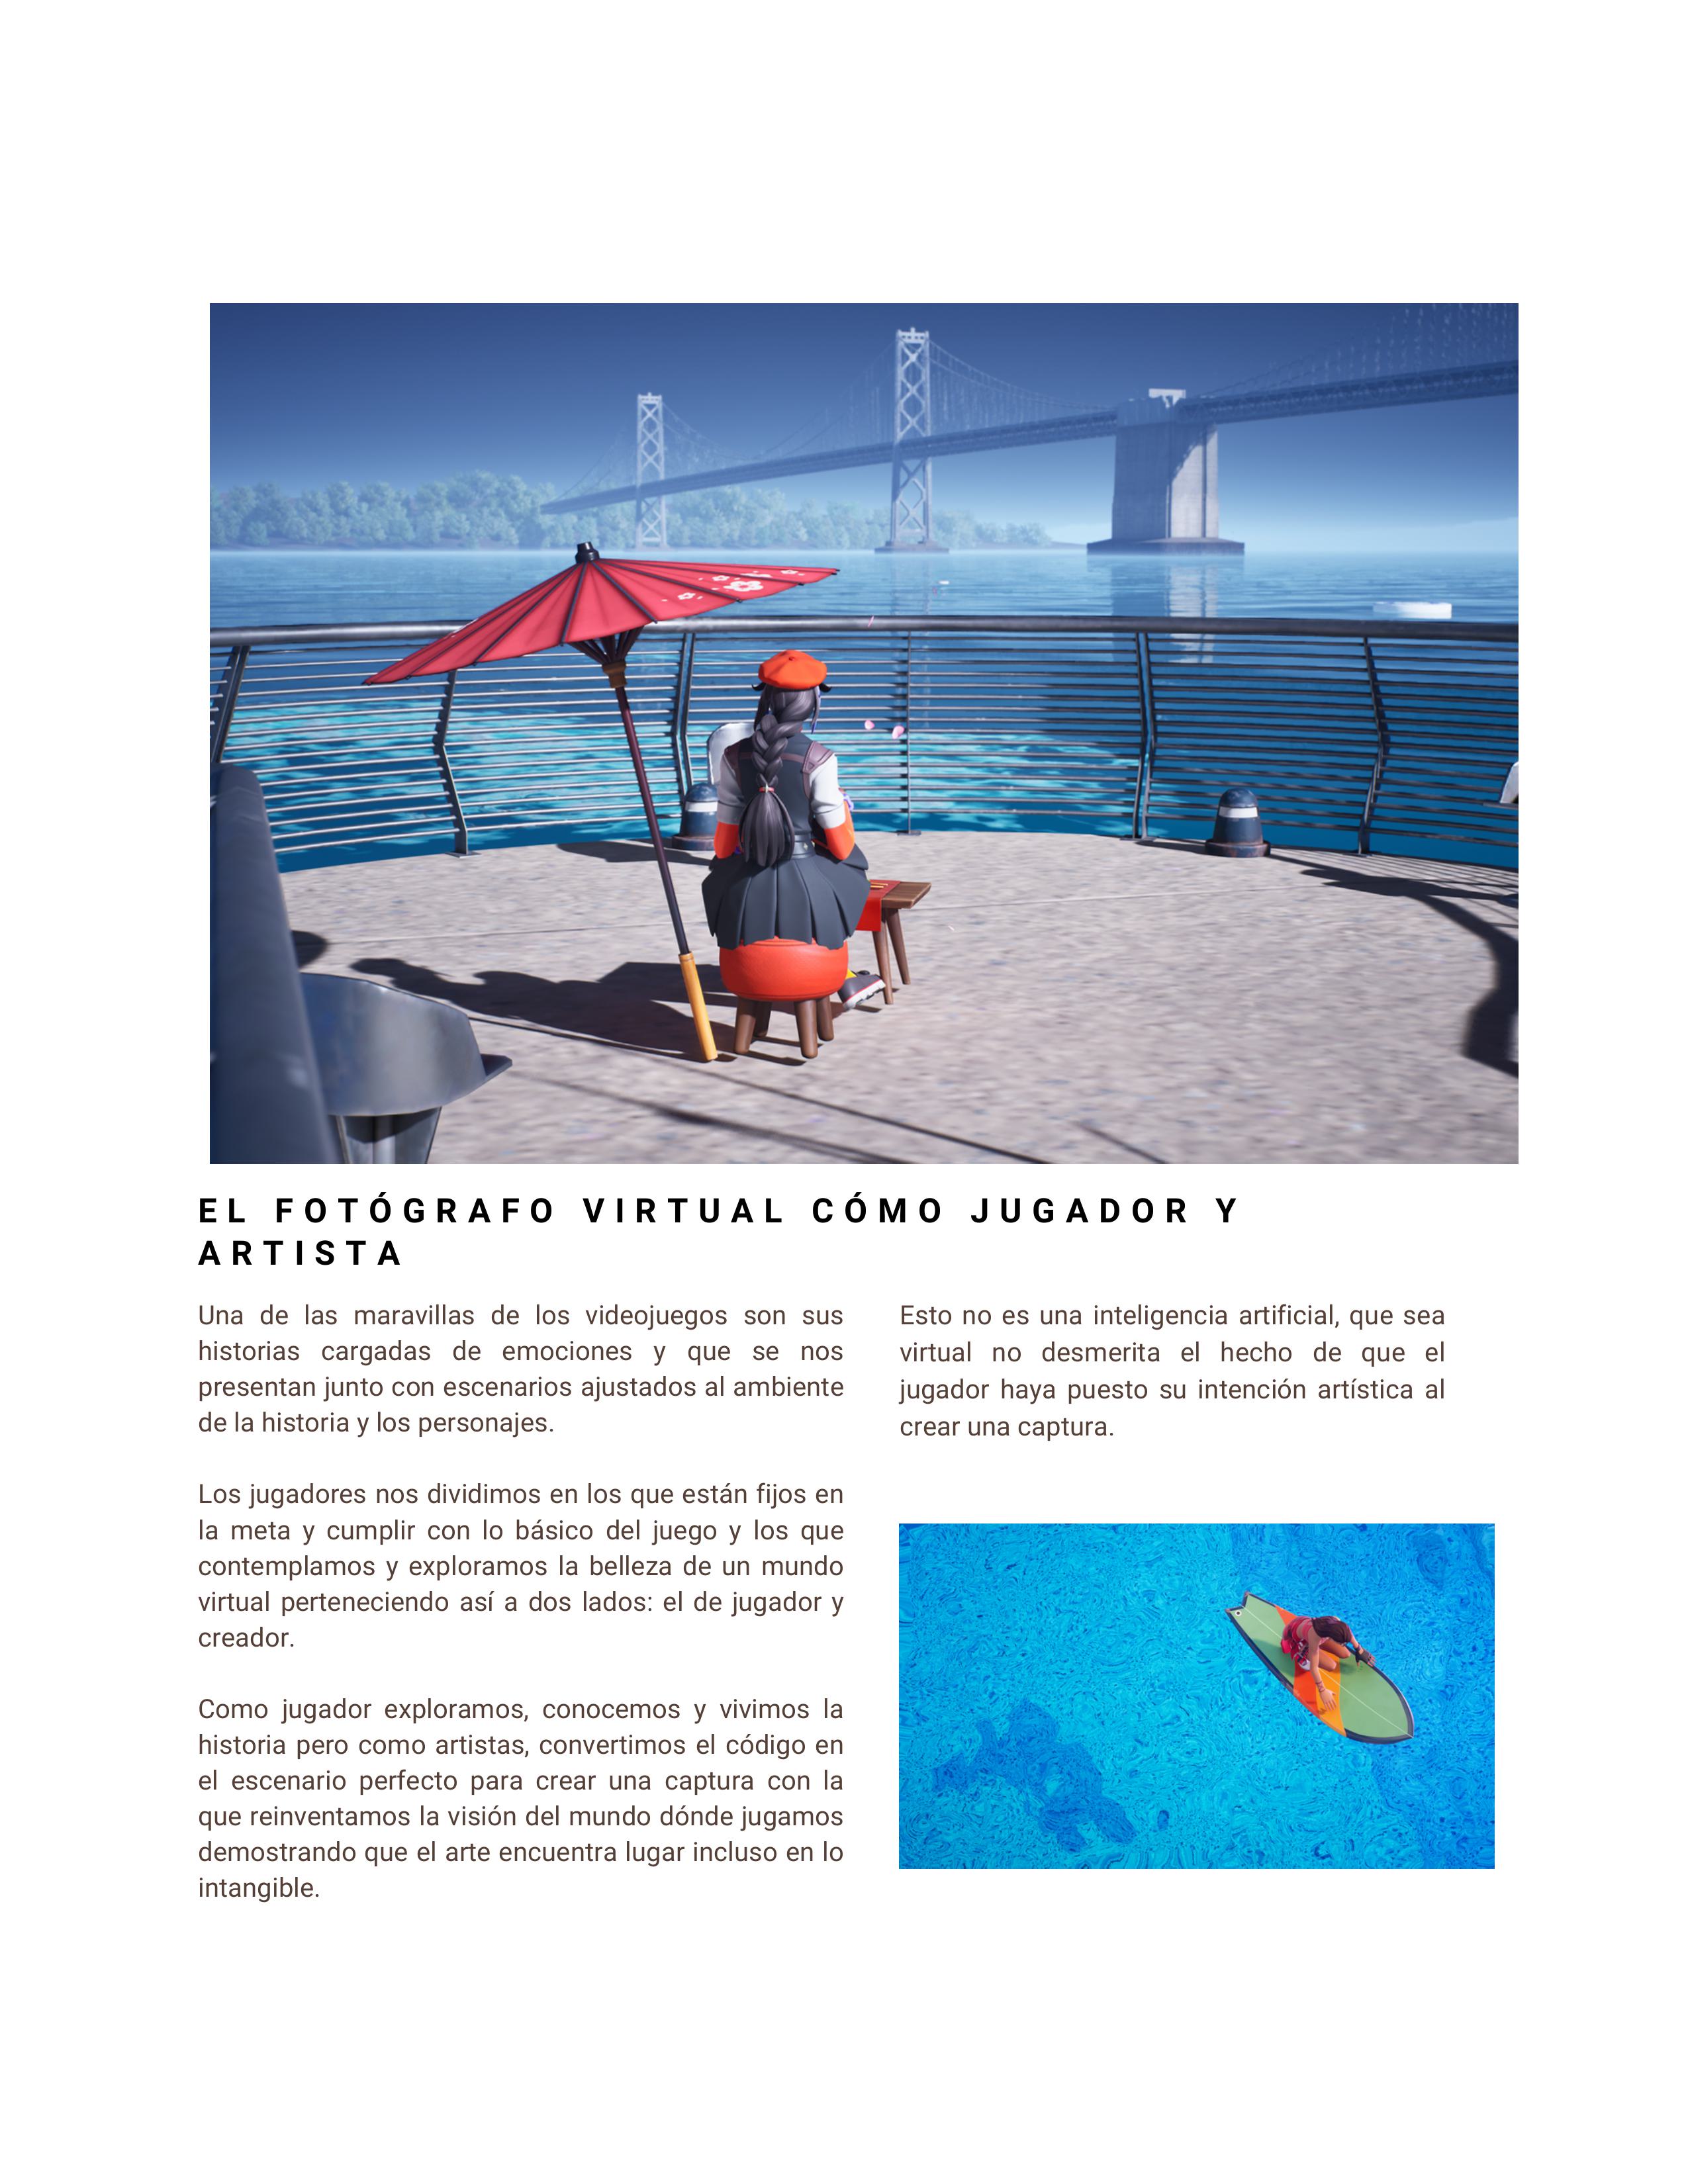 EL FOTÓGRAFO VIRTUAL CÓMO JUGADOR Y
ARTISTA
Una de las maravillas de los videojuegos son sus
historias cargadas de emociones y que se nos
presentan junto con escenarios ajustados al ambiente
de la historia y los personajes.
Los jugadores nos dividimos en los que están fijos en
la meta y cumplir con lo básico del juego y los que
contemplamos y exploramos la belleza de un mundo
virtual perteneciendo así a dos lados: el de jugador y
creador.
Como jugador exploramos, conocemos y vivimos la
historia pero como artistas, convertimos el código en
el escenario perfecto para crear una captura con la
que reinventamos la visión del mundo dónde jugamos
demostrando que el arte encuentra lugar incluso en lo
intangible.
Esto no es una inteligencia artificial, que sea
virtual no desmerita el hecho de que el
jugador haya puesto su intención artística al
crear una captura.